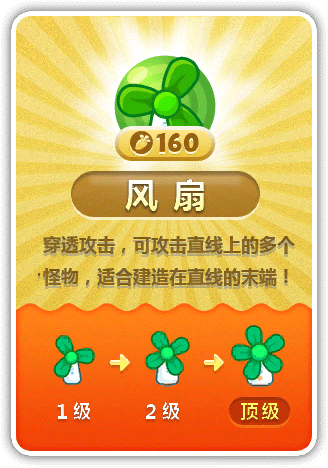 160
风扇
穿透攻击，可攻击直线上的多个
怪物，适合建造在直线的末端！
1级
2级
顶级